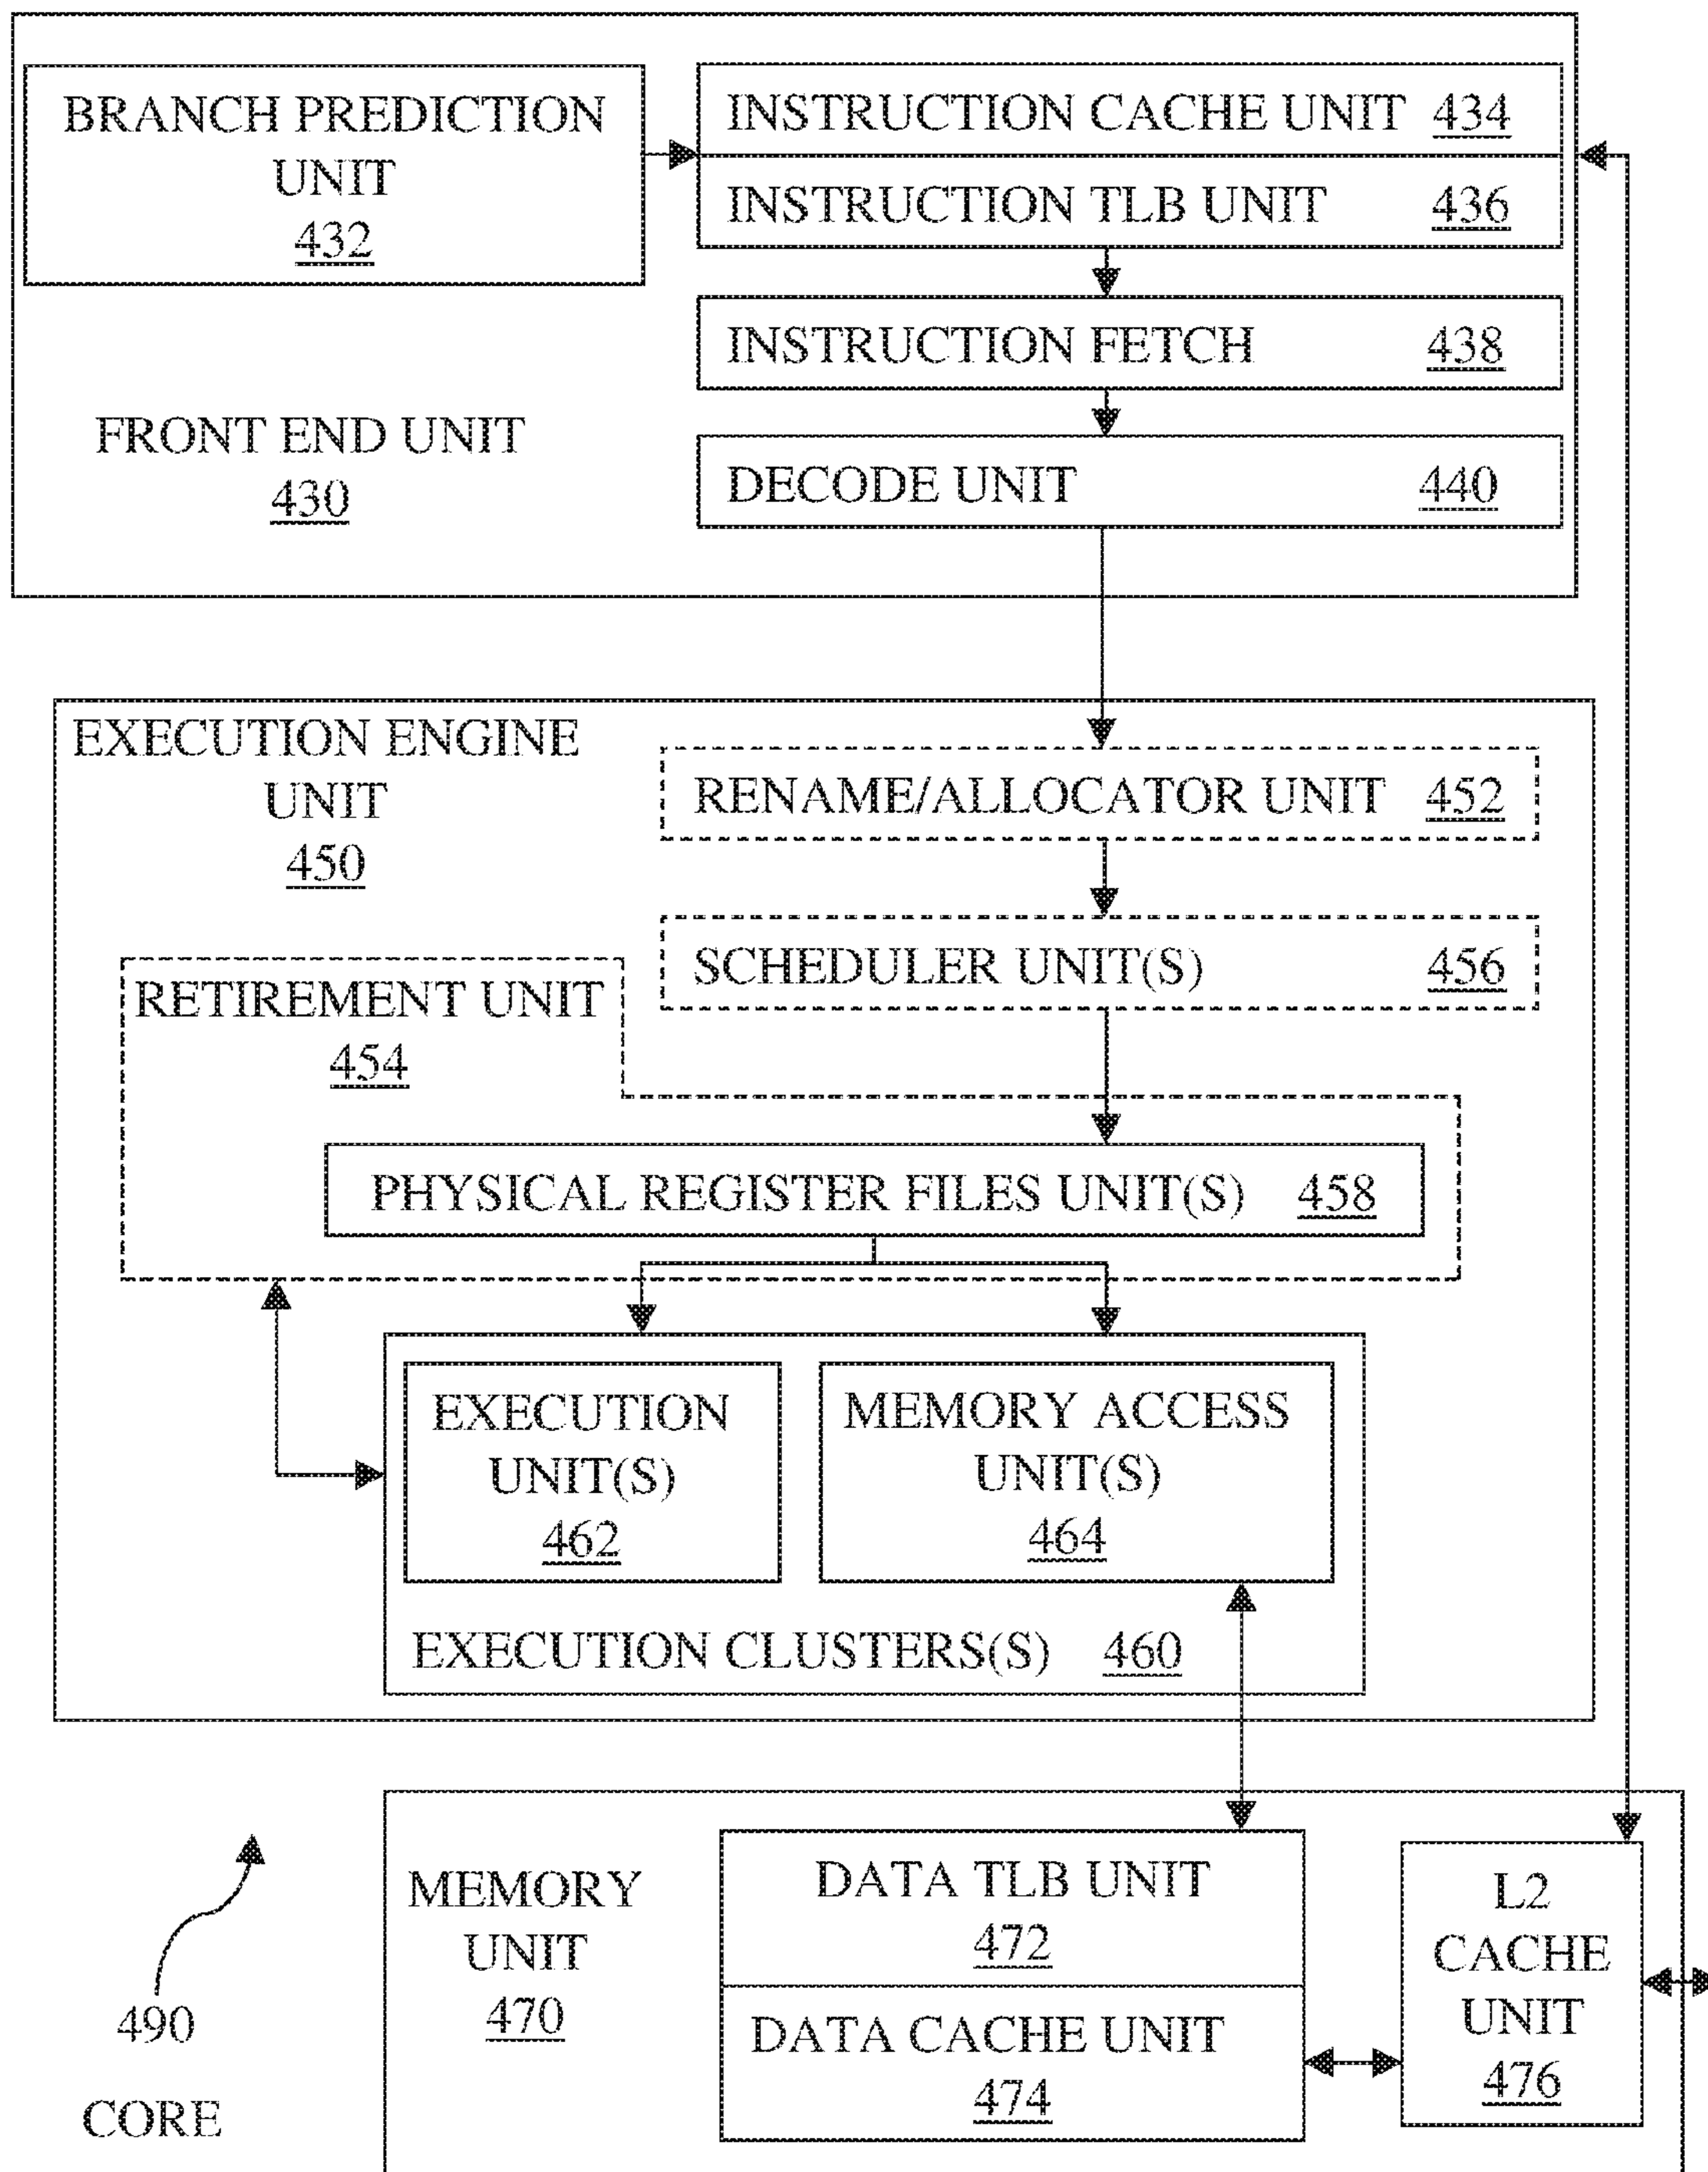 BRANCH PREDICTION
UNIT
432
INSTRUCTION CACHE UNIT 434
INSTRUCTION TLB UNIT 436
INSTRUCTION FETCH 438
FRONT END UNIT
430
DECODE UNIT 440
EXECUTION ENGINE
UNIT
450
RENAME/ALLOCATOR UNIT 452
SCHEDULER UNIT(S) 456
RETIREMENT UNIT
454
PHYSICAL REGISTER FILES UNIT(S) 458
EXECUTION
UNIT(S)
462
MEMORY ACCESS
UNIT(S)
464
EXECUTION CLUSTERS(S) 460
MEMORY
UNIT
470
DATA TLB UNIT
472
DATA CACHE UNIT
474
L2
CACHE
UNIT
476
490
CORE